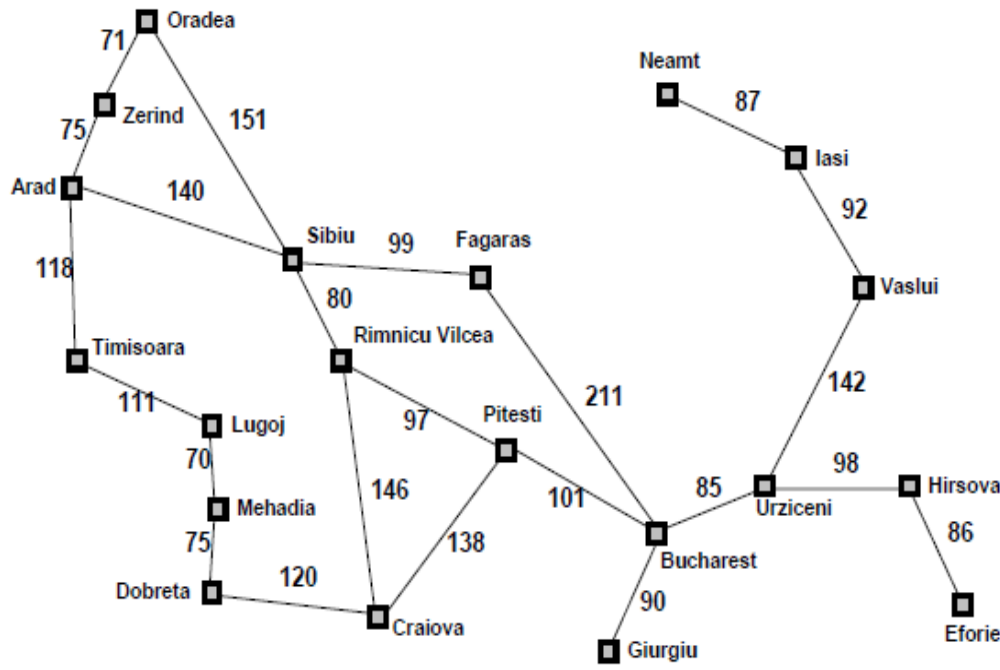 Oradea
71
Neamt
87
Zerind
151
75
Iasi
Arad
140
92
Sibiu
99
Fagaras
118
80
Vaslui
Timisoara
Rimnicu Vilcea
111
211
142
97
Pitesti
Lugoj
70
98
146
101
85
Hirsova
Mehadia
Urziceni
75
138
86
Bucharest
120
Dobreta
90
Craiova
Eforie
Giurgiu